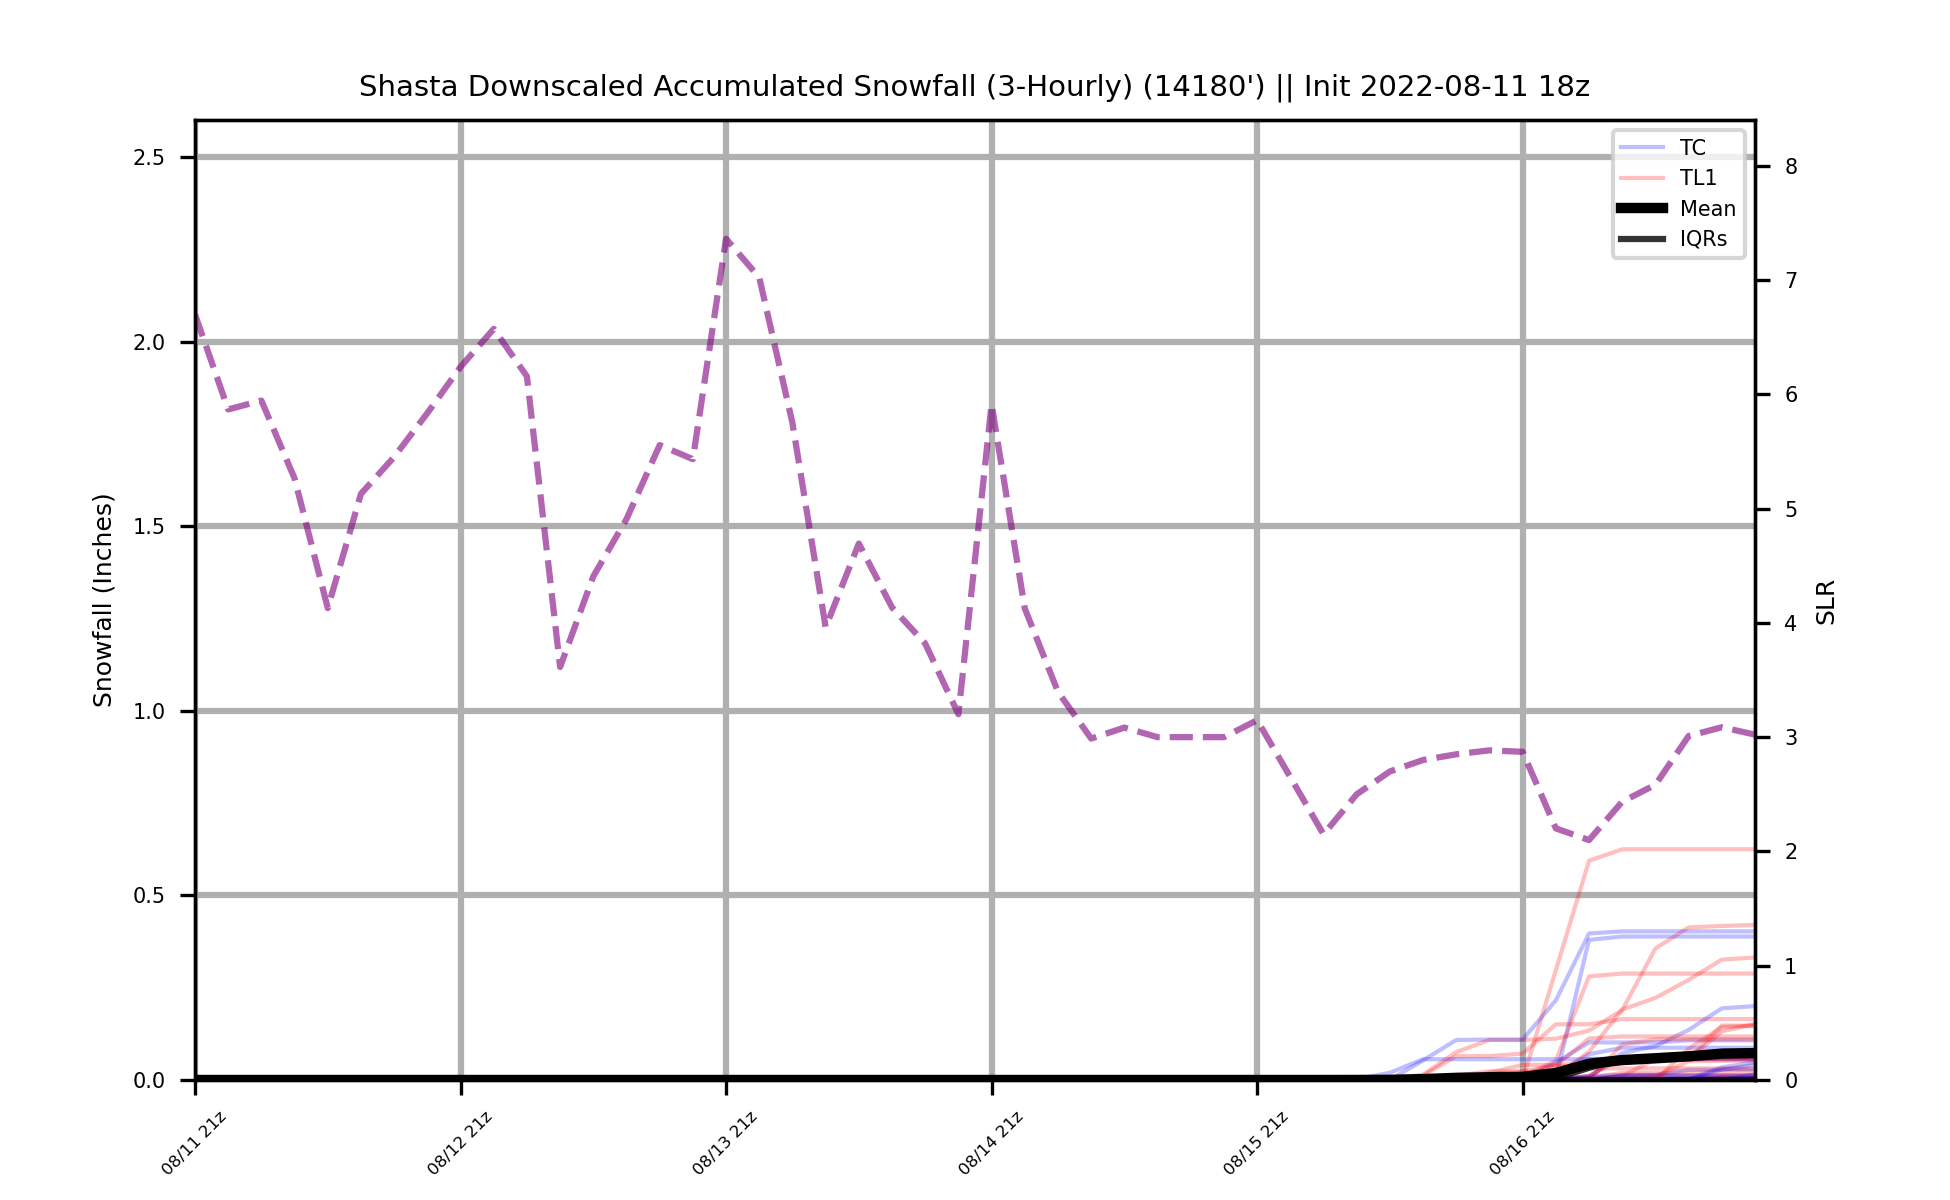 Shasta Downscaled Accumulated Snowfall (3-Hourly) (14180') || Init 2022-08-11 18z
TC
TL1
Mean
IQRs
Snowfall (Inches)
2.5
2.0
1.5
1.0
0.5
0.0
8
7
6
5
4
3
2
1
0
SLR
08/11 21z
08/12 21z
08/13 21z
08/14 21z
08/15 21z
08/16 21z